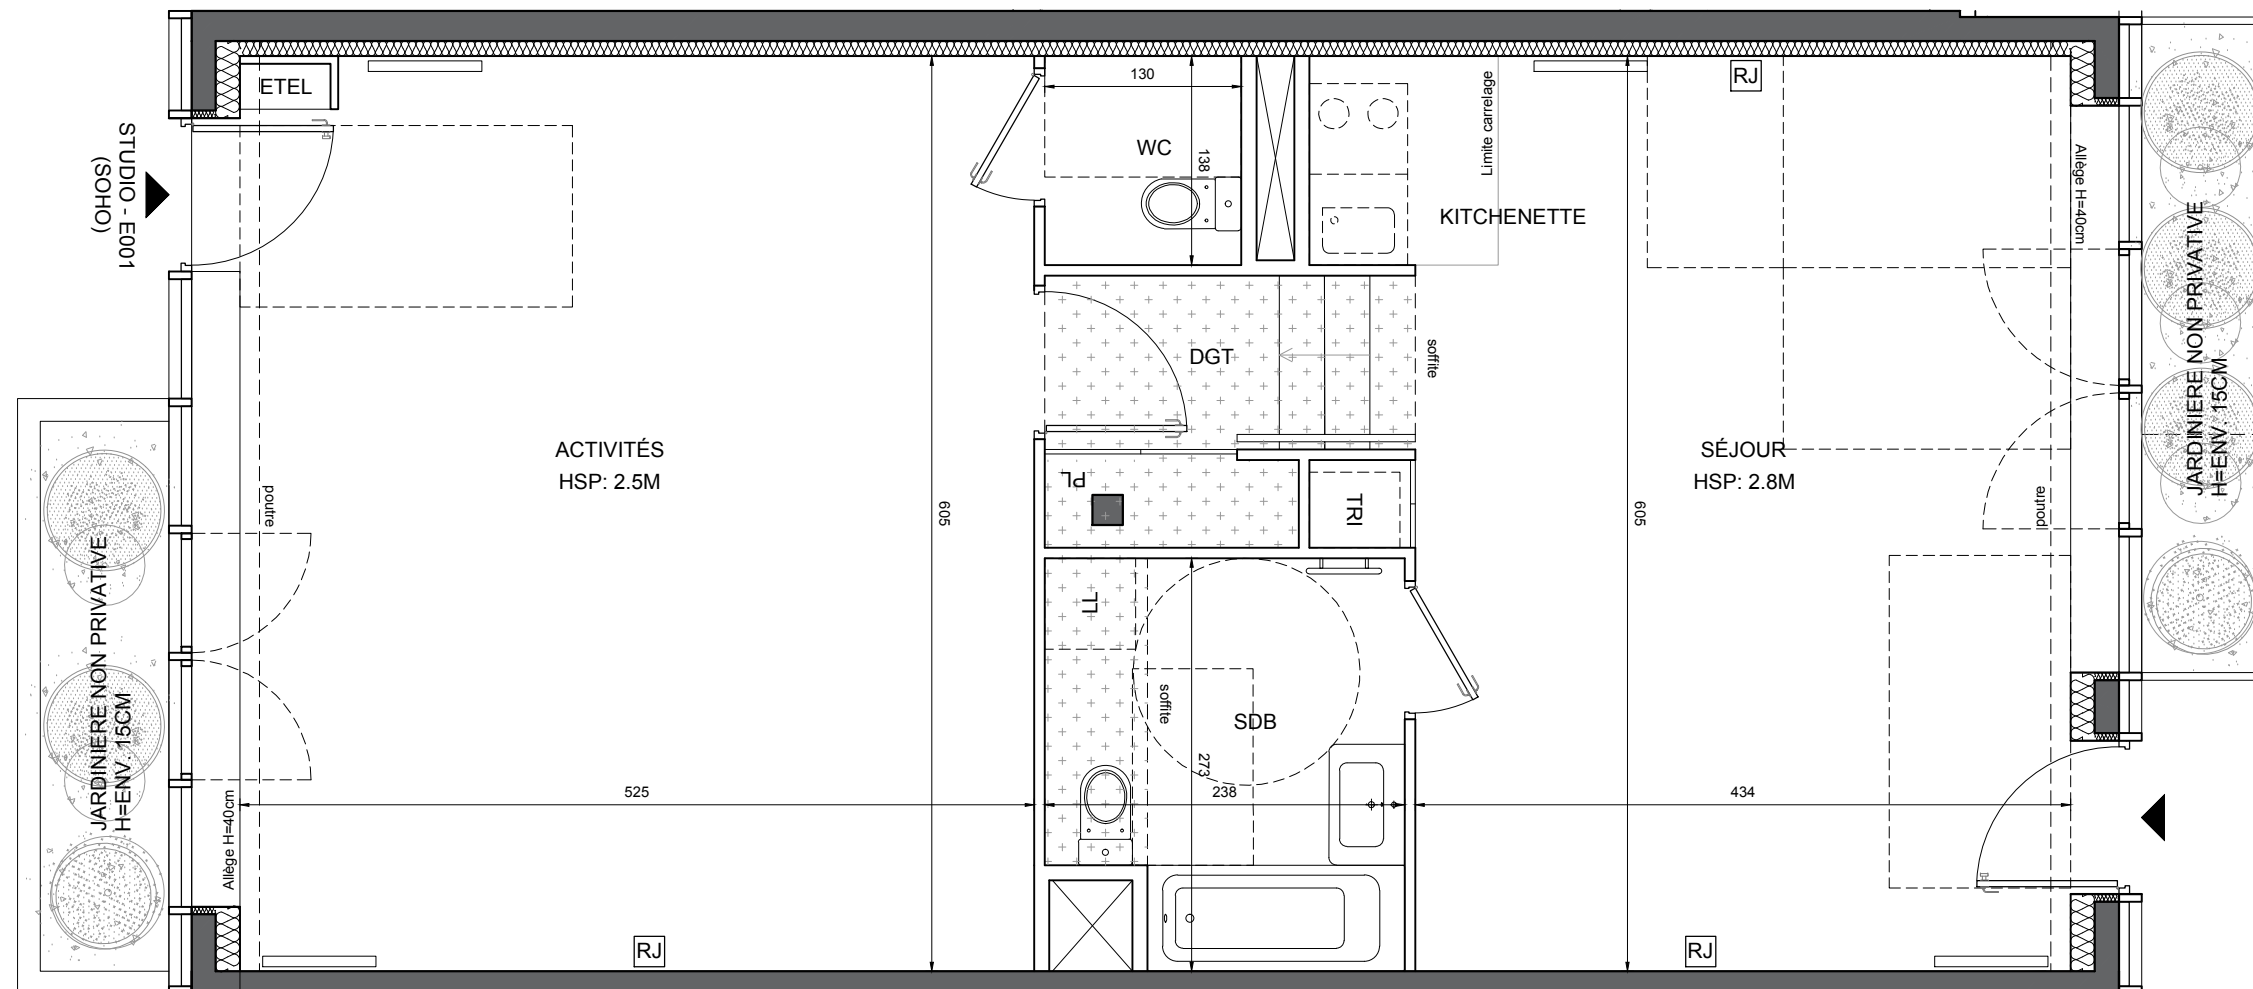 ETEL
STUDIO - E001
(SOHO)
130
WC
138
Limite carrelage
KITCHENETTE
RJ
Allège H=40cm
JARDINIERE NON PRIVATIVE
H=ENV. 15CM
DGT
soffite
ACTIVITÉS
HSP: 2.5M
poutre
605
PL
TRI
605
SÉJOUR
HSP: 2.8M
poutre
JARDINIERE NON PRIVATIVE
H=ENV. 15CM
LL
soffite
SDB
273
525
238
434
Allège H=40cm
RJ
RJ